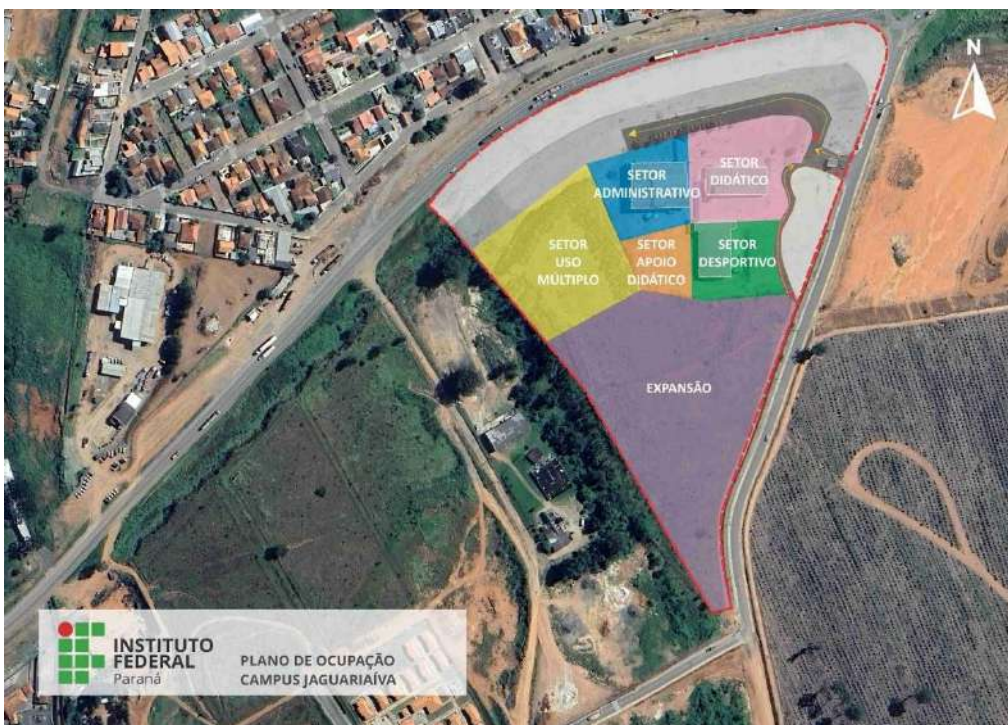 N
SETOR
ADMINISTRATIVO
SETOR
DIDÁTICO
SETOR
USO
MÚLTIPLO
SETOR
APOIO
DIDÁTICO
SETOR
DESPORTIVO
EXPANSÃO
INSTITUTO
FEDERAL
Paraná
PLANO DE OCUPAÇÃO
CAMPUS JAGUARIAÍVA